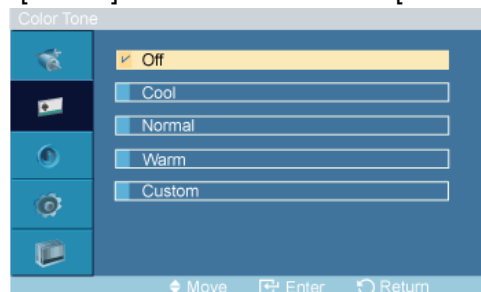 Color Tone
Off
Cool
Normal
Warm
Custom
Move Enter Return